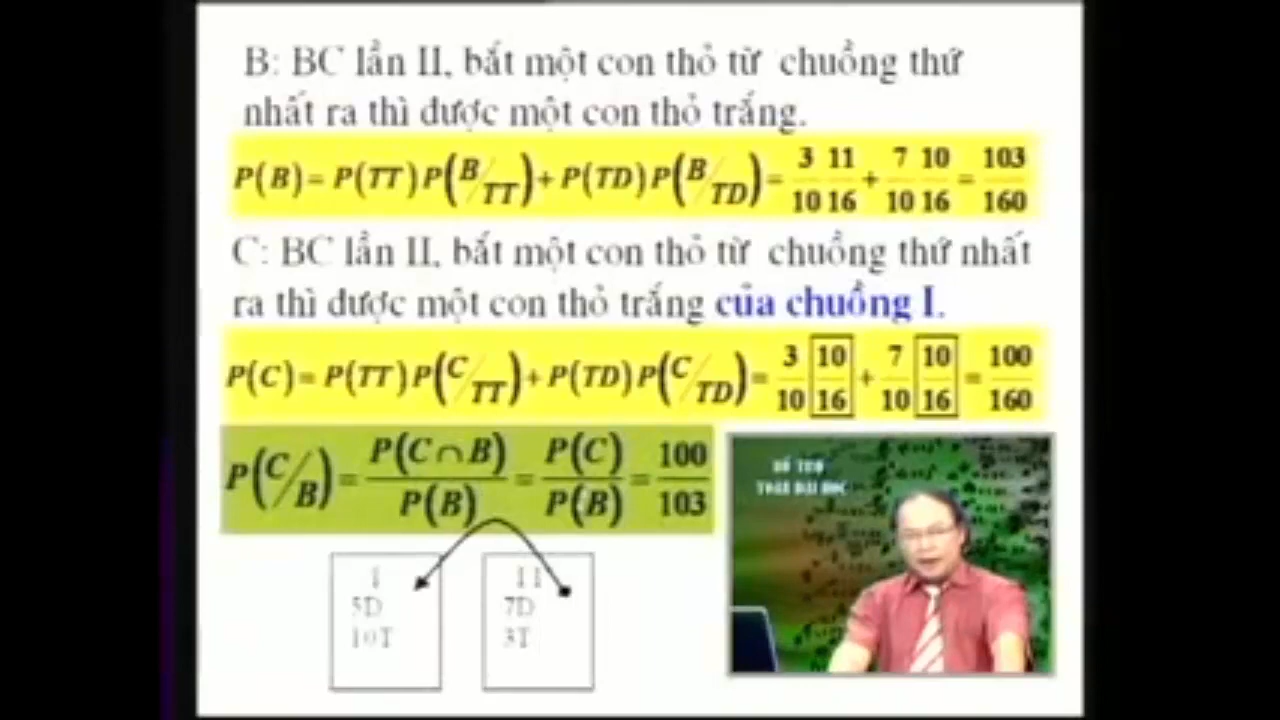 B: BC lần II, bắt một con thỏ từ chuồng thứ
nhất ra thì được một con thỏ trắng.
P(B) = P(TT)P(B/TT) + P(TD)P(B/TD) = 3/10 11/16 + 7/10 10/16 = 103/160
C: BC lần II, bắt một con thỏ từ chuồng thứ nhất
ra thì được một con thỏ trắng của chuồng I.
P(C) = P(TT)P(C/TT) + P(TD)P(C/TD) = 3/10 10/16 + 7/10 10/16 = 100/160
P(C/B) = P(C∩B)/P(B) = P(C)/P(B) = 100/103
I
5D
10T
II
7D
3T